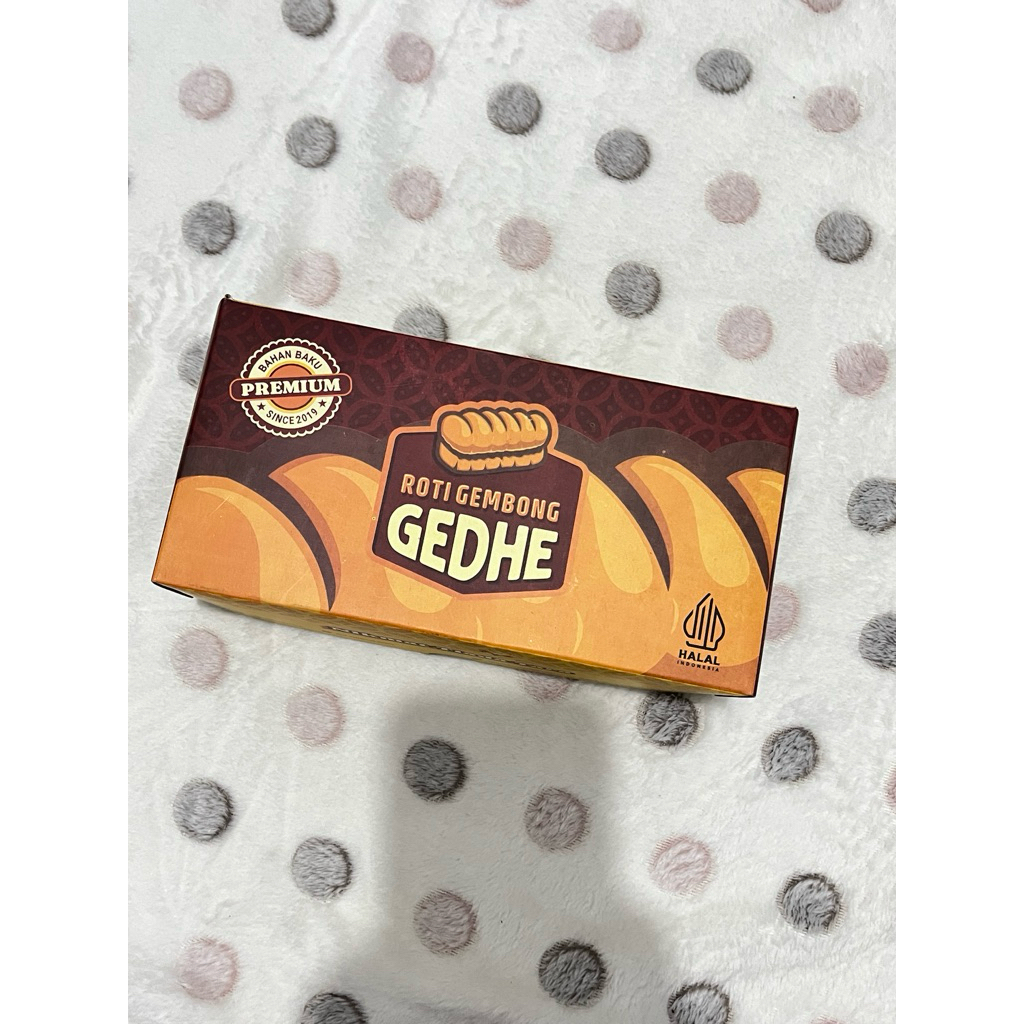 BAHAN BAKU
PREMIUM
SINCE 2019
ROTI GEMBONG
GEDHE
HALAL
INDONESIA